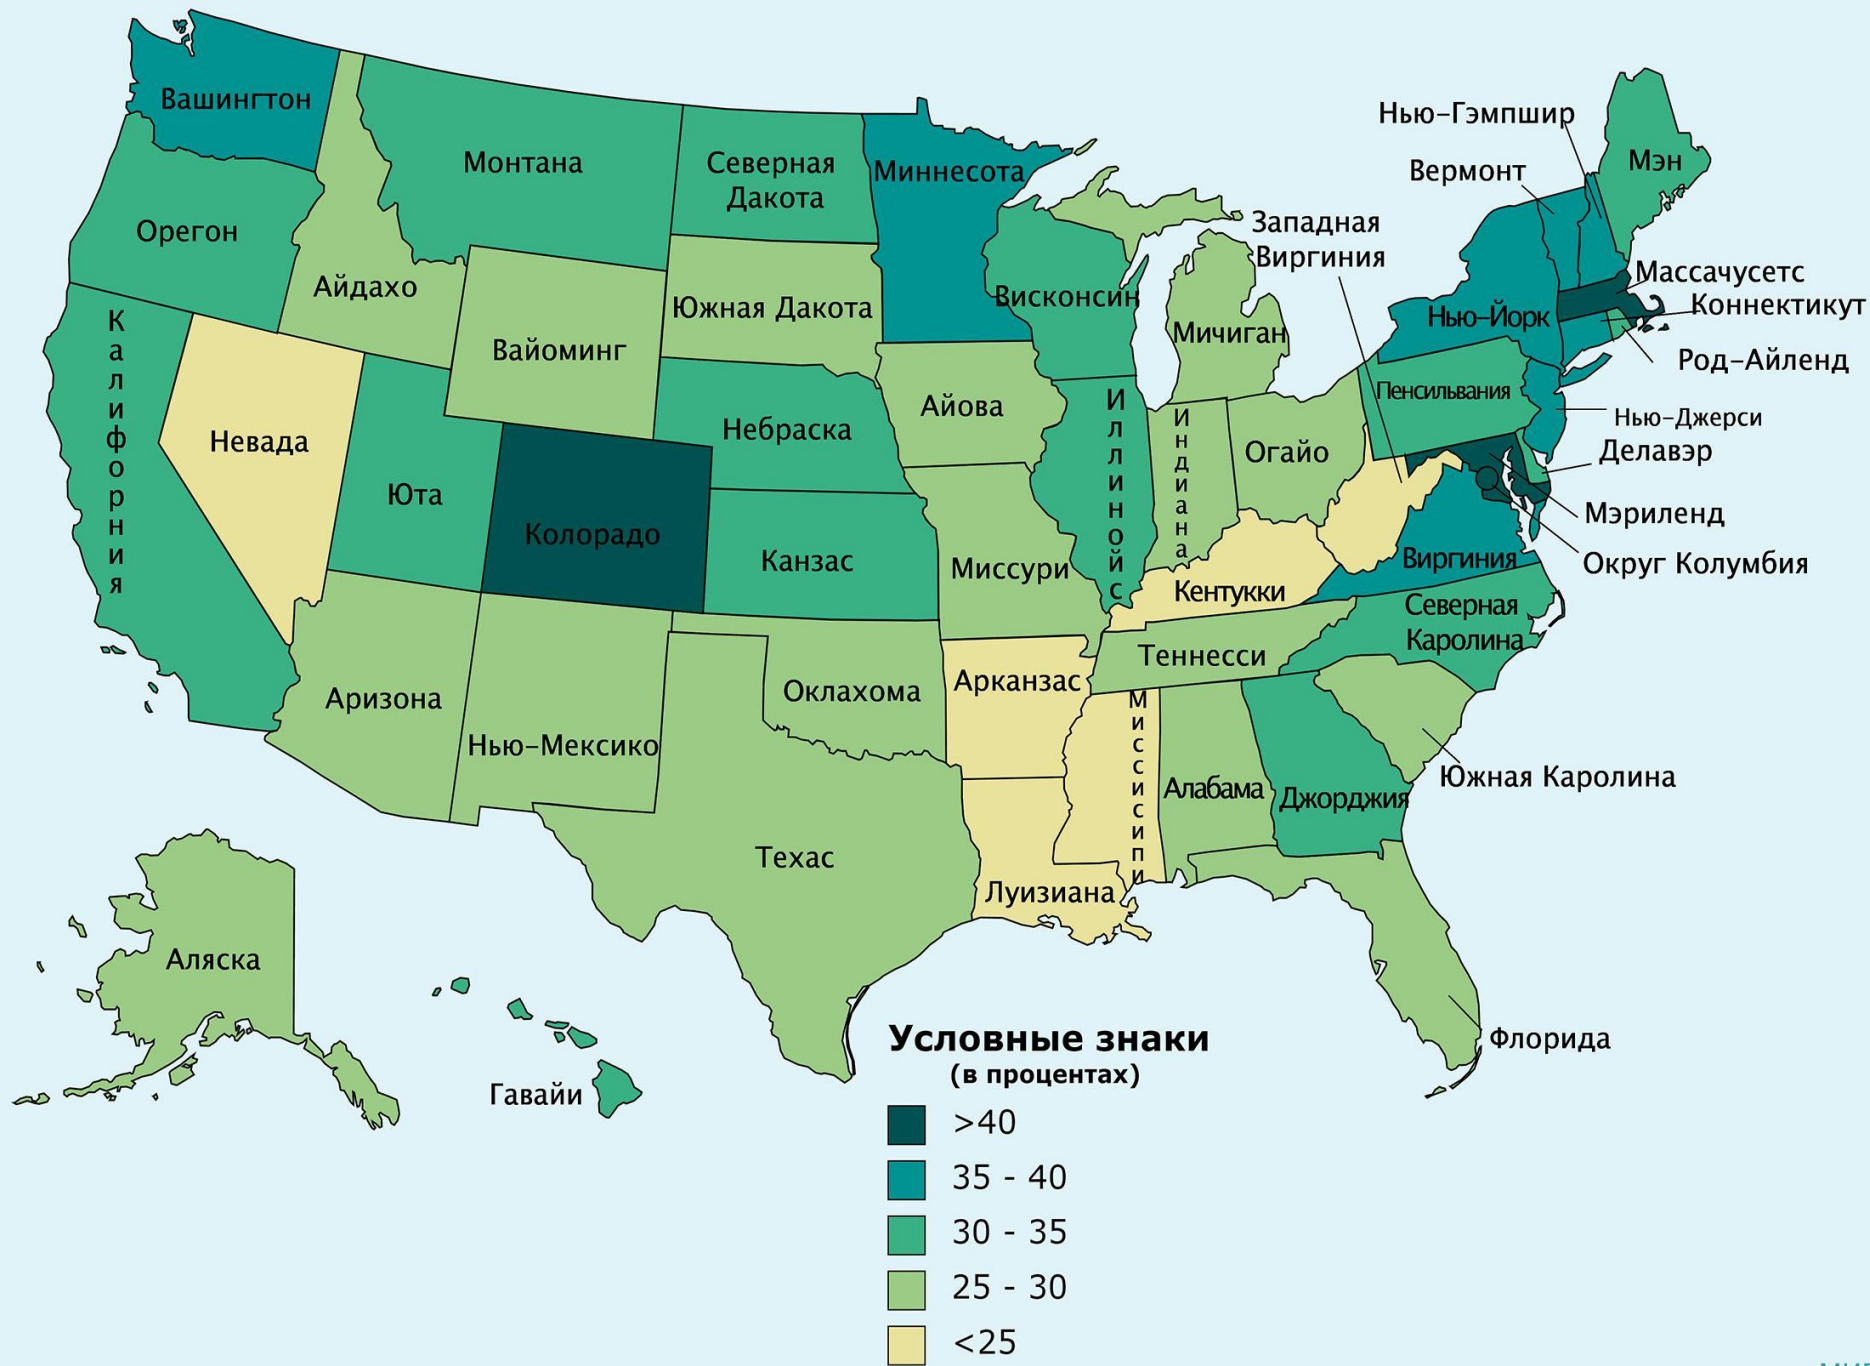 Вашингтон
Монтана
Северная
Дакота
Миннесота
Нью-Гэмпшир
Вермонт
Мэн
Орегон
Айдахо
Западная
Виргиния
Массачусетс
Коннектикут
Висконсин
Южная Дакота
Вайоминг
Мичиган
Нью-Йорк
Род-Айленд
Калифорния
Невада
Юта
Небраска
Айова
Иллинойс
Индиана
Огайо
Пенсильвания
Нью-Джерси
Делавэр
Колорадо
Канзас
Миссури
Кентукки
Виргиния
Мэриленд
Округ Колумбия
Северная
Каролина
Теннесси
Аризона
Нью-Мексико
Оклахома
Арканзас
Миссисипи
Алабама
Джорджия
Южная Каролина
Техас
Луизиана
Флорида
Аляска
Гавайи
Условные знаки
(в процентах)
>40
35 - 40
30 - 35
25 - 30
<25